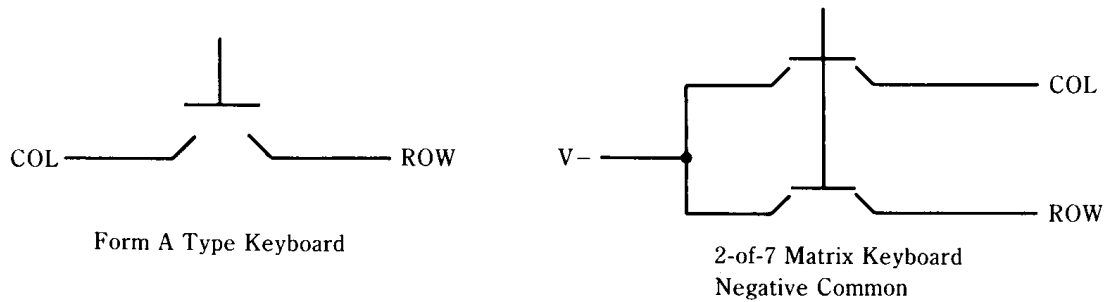 COL
ROW
Form A Type Keyboard
V−
COL
ROW
2-of-7 Matrix Keyboard
Negative Common